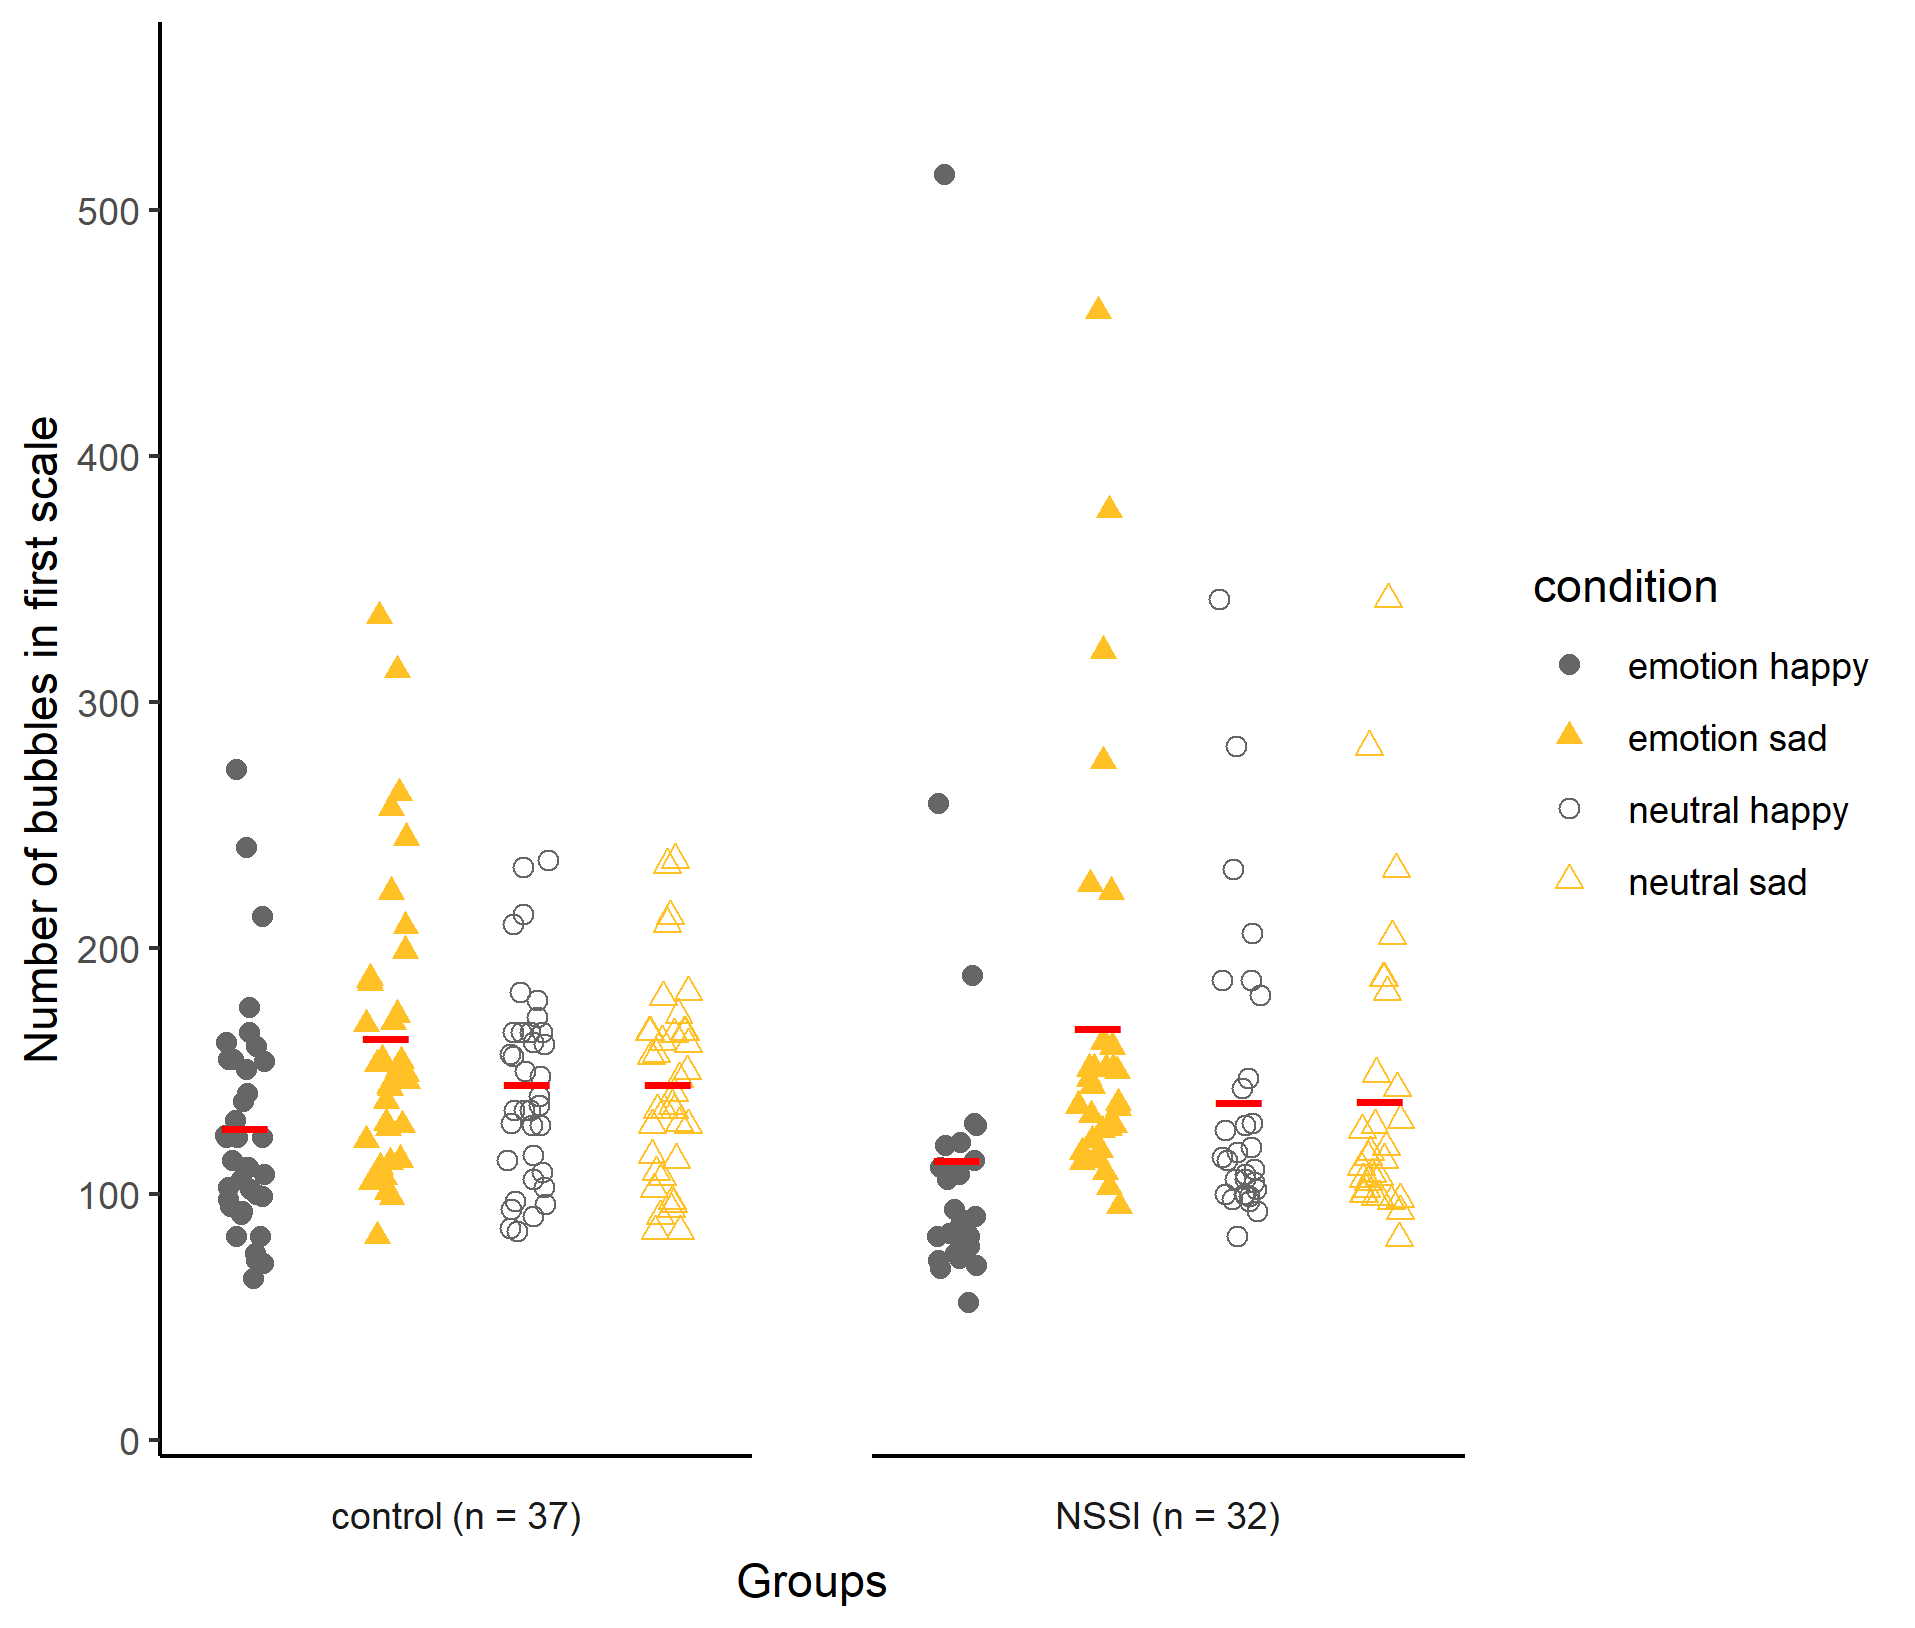 Number of bubbles in first scale
500
400
300
200
100
0
control (n = 37)
NSSI (n = 32)
Groups
condition
emotion happy
emotion sad
neutral happy
neutral sad